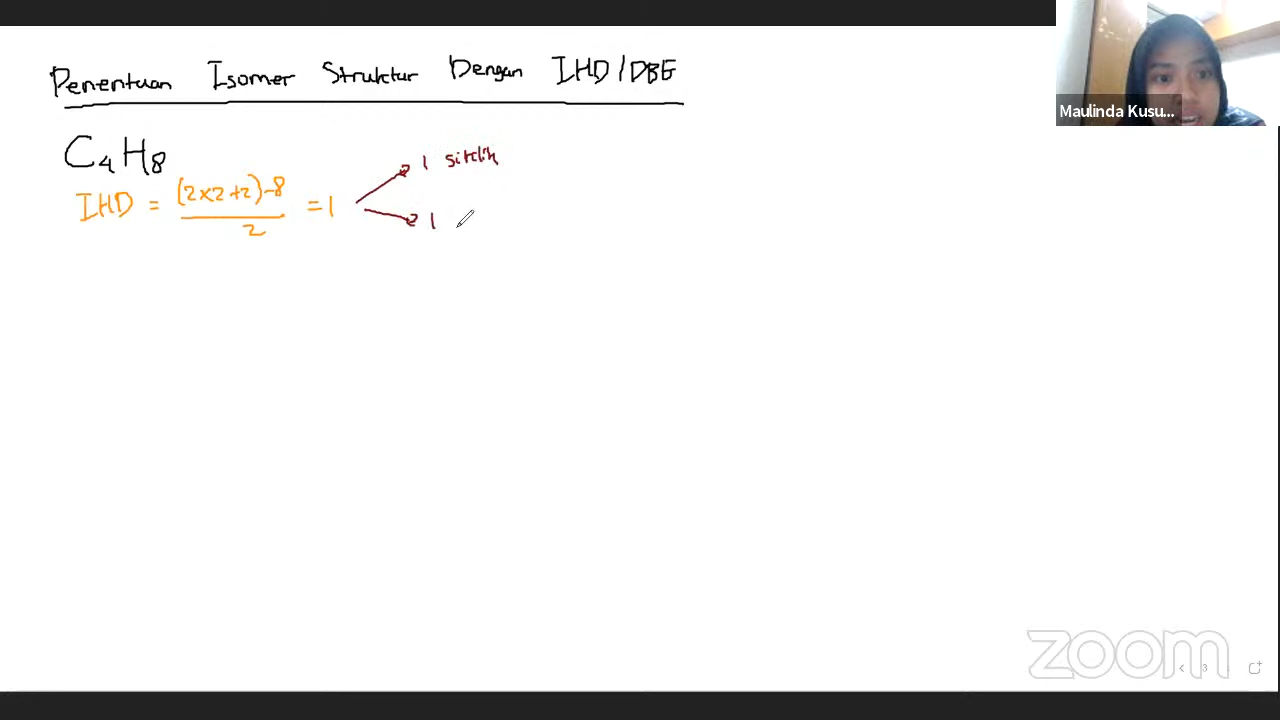 Penentuan Isomer Struktur Dengan IHD/DBE
Maulinda Kusu...
C4H8
IHD = (2x2+2)-8 / 2 = 1
1 siklik
1
zoom
< 3